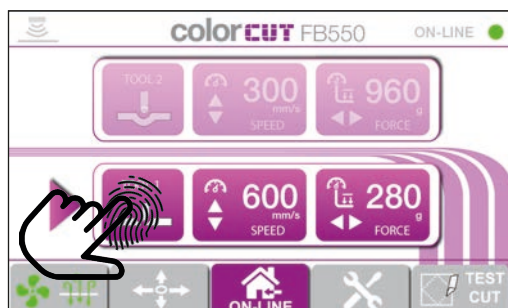 colorCUT FB550
ON-LINE
TOOL 2
300
mm/s
SPEED
960
g
FORCE
600
mm/s
SPEED
280
g
FORCE
ON-LINE
TEST
CUT